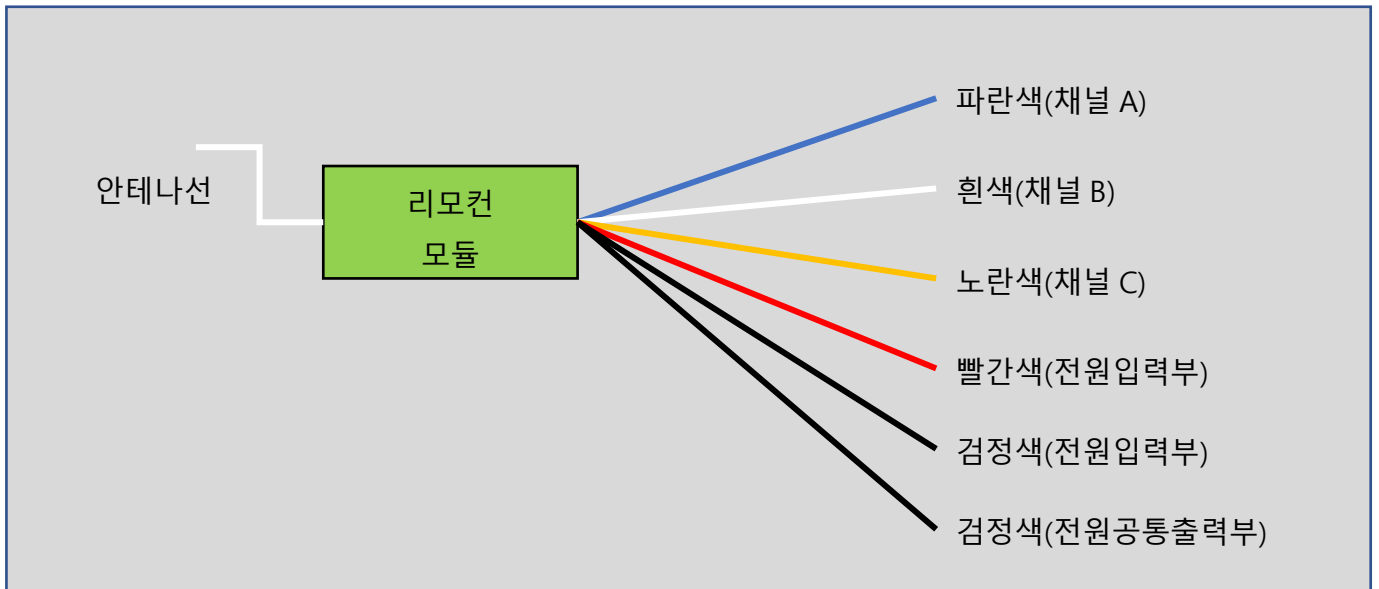 파란색(채널 A)
안테나선
리모컨
모듈
흰색(채널 B)
노란색(채널 C)
빨간색(전원입력부)
검정색(전원입력부)
검정색(전원공통출력부)